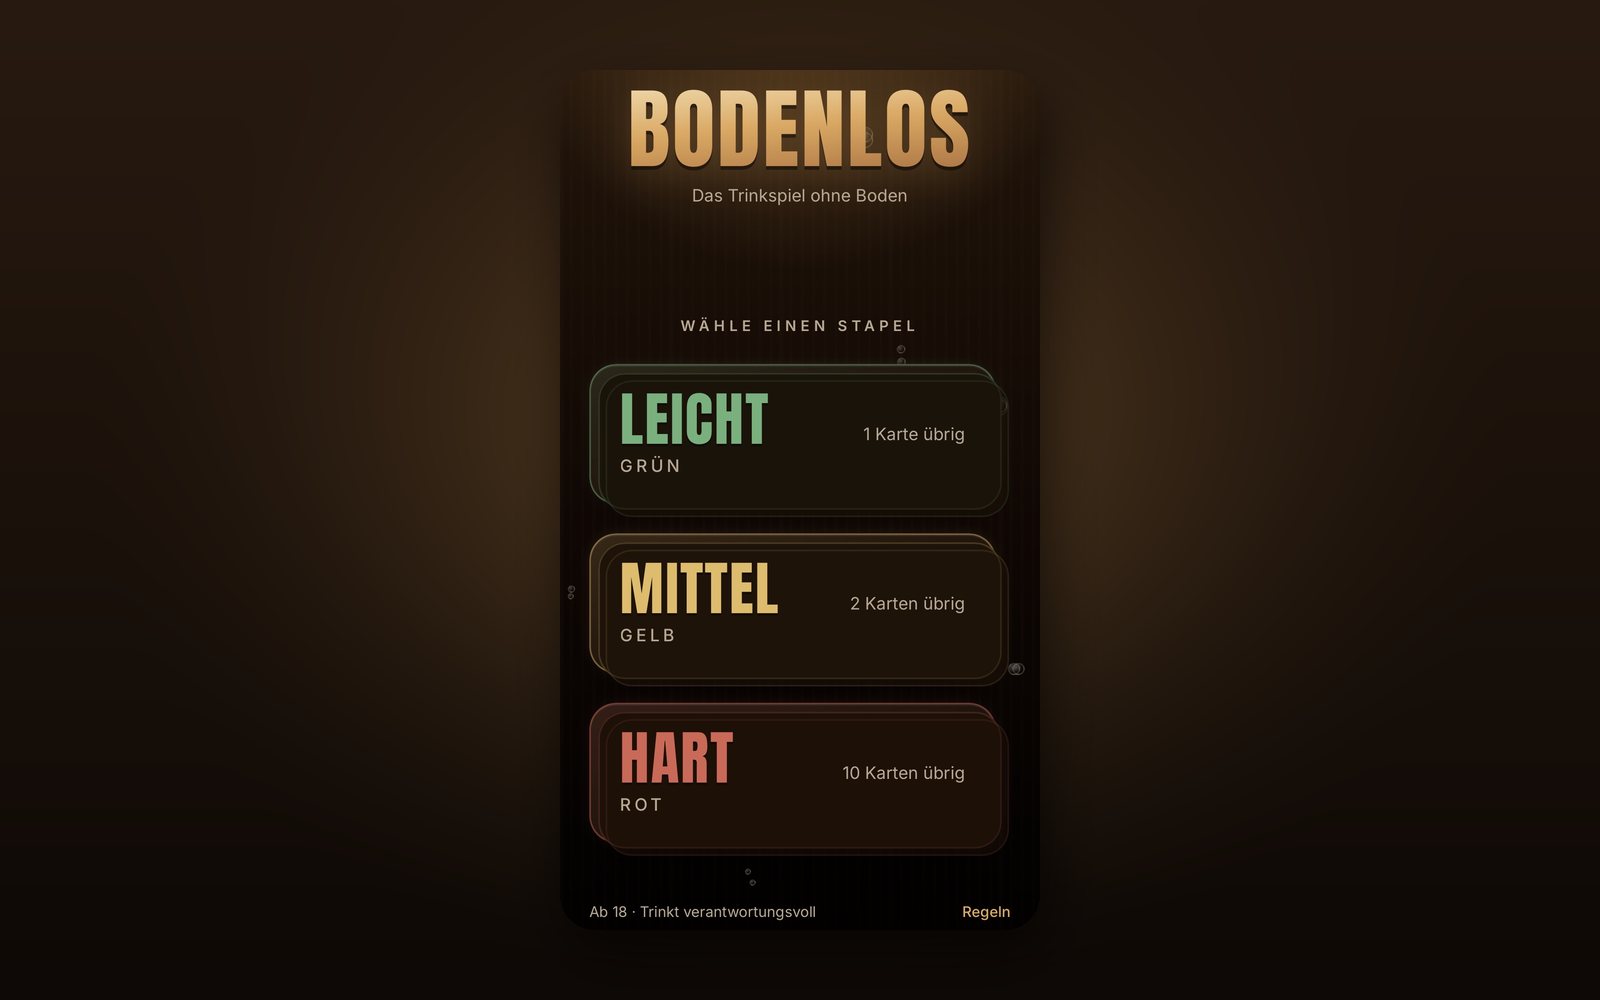 BODENLOS
Das Trinkspiel ohne Boden
WÄHLE EINEN STAPEL
LEICHT
1 Karte übrig
GRÜN
MITTEL
2 Karten übrig
GELB
HART
10 Karten übrig
ROT
Ab 18 · Trinkt verantwortungsvoll
Regeln